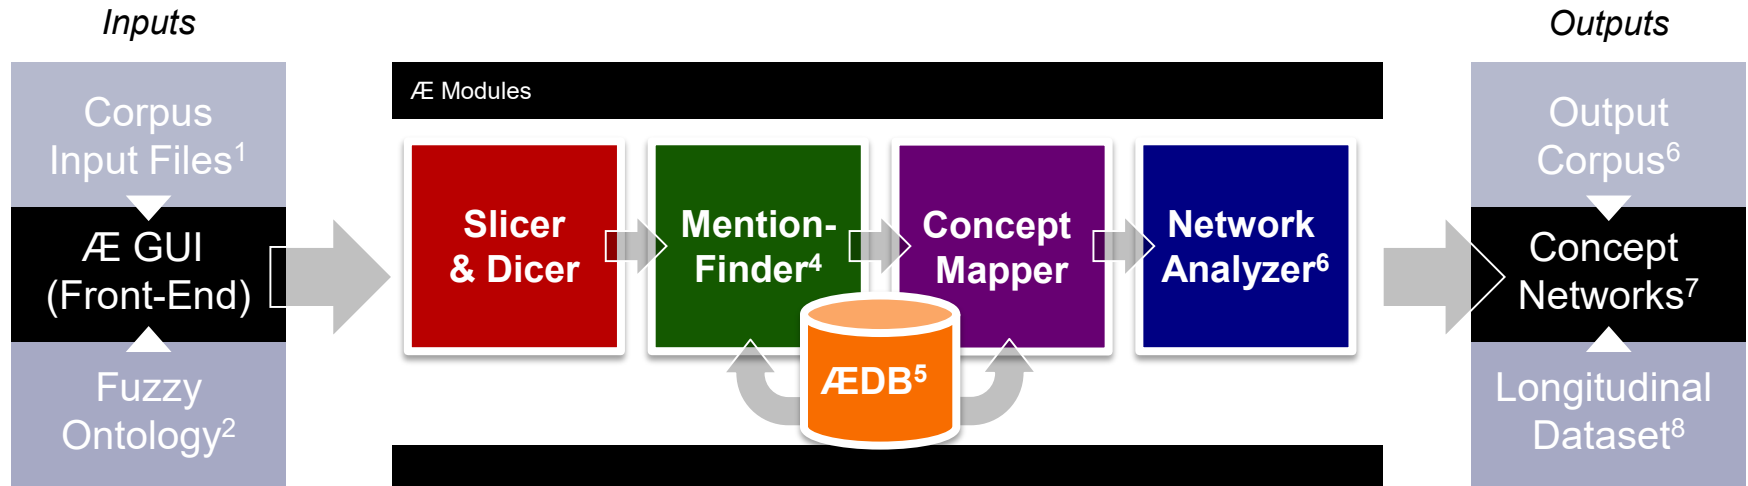 Inputs
Corpus
Input Files1
Æ GUI
(Front-End)
Fuzzy
Ontology2
Æ Modules
Slicer
& Dicer
Mention-
Finder4
Concept
Mapper
Network
Analyzer6
ÆDB5
Outputs
Output
Corpus6
Concept
Networks7
Longitudinal
Dataset8